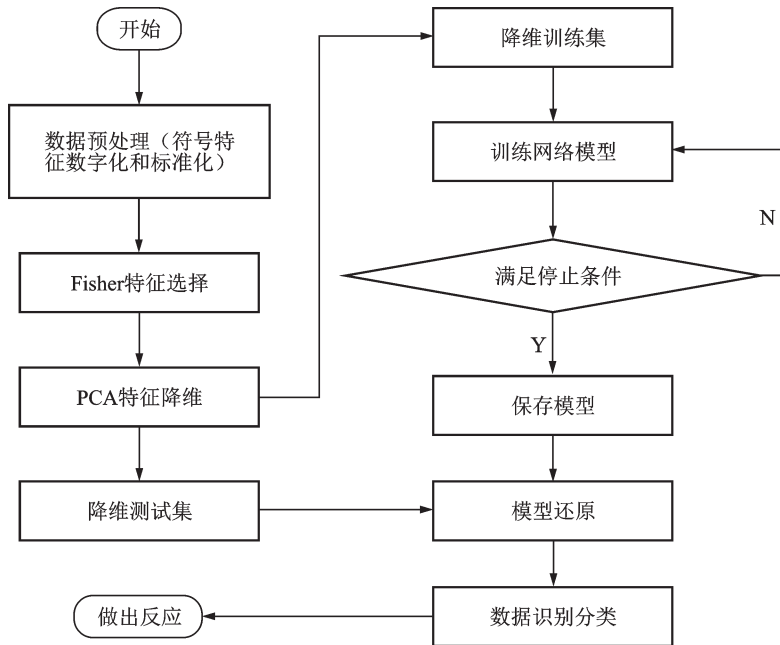 开始
数据预处理（符号特
征数字化和标准化）
Fisher特征选择
PCA特征降维
降维测试集
降维训练集
训练网络模型
N
满足停止条件
Y
保存模型
模型还原
数据识别分类
做出反应